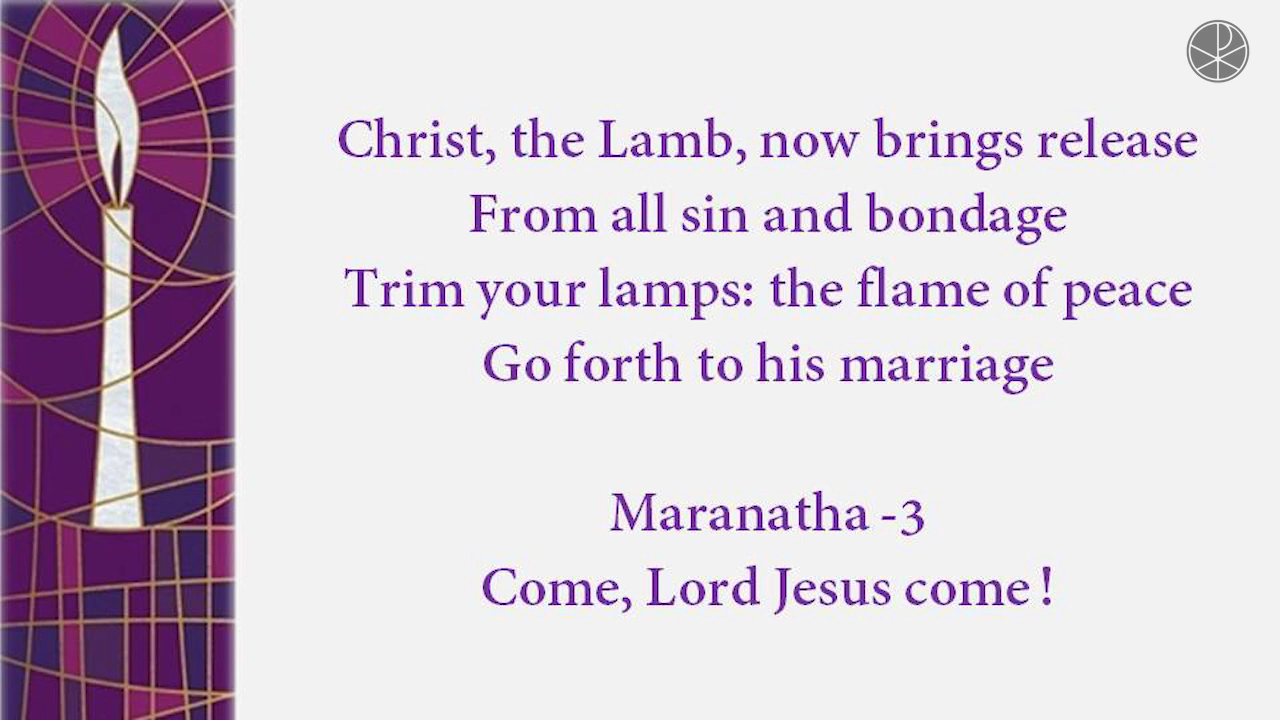 Christ, the Lamb, now brings release
From all sin and bondage
Trim your lamps: the flame of peace
Go forth to his marriage
Maranatha -3
Come, Lord Jesus come !